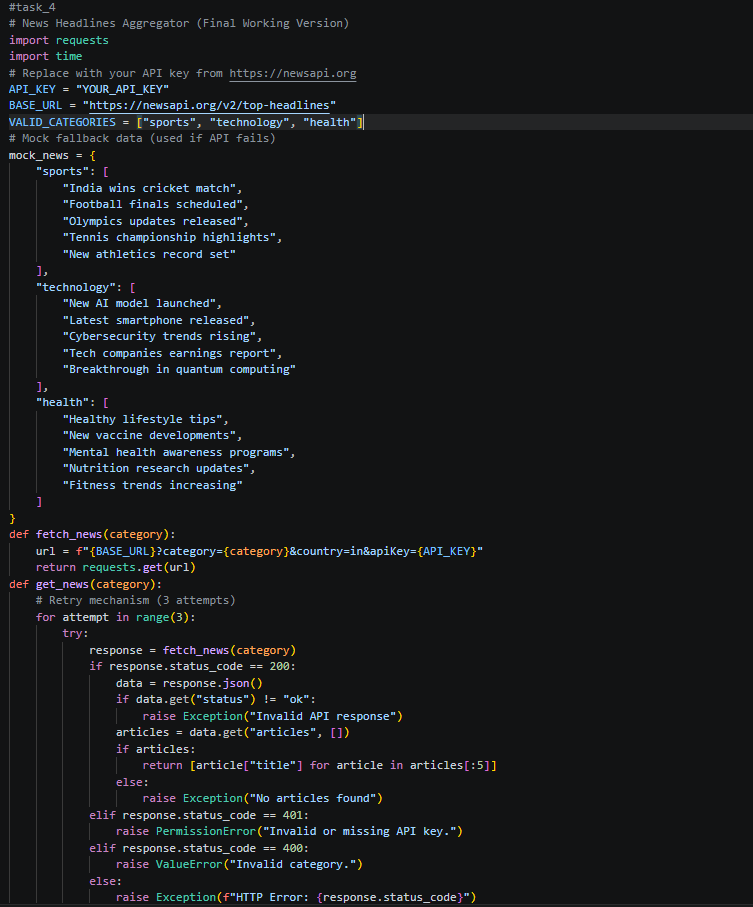 #task_4
# News Headlines Aggregator (Final Working Version)
import requests
import time
# Replace with your API key from https://newsapi.org
API_KEY = "YOUR_API_KEY"
BASE_URL = "https://newsapi.org/v2/top-headlines"
VALID_CATEGORIES = ["sports", "technology", "health"]
# Mock fallback data (used if API fails)
mock_news = {
    "sports": [
        "India wins cricket match",
        "Football finals scheduled",
        "Olympics updates released",
        "Tennis championship highlights",
        "New athletics record set"
    ],
    "technology": [
        "New AI model launched",
        "Latest smartphone released",
        "Cybersecurity trends rising",
        "Tech companies earnings report",
        "Breakthrough in quantum computing"
    ],
    "health": [
        "Healthy lifestyle tips",
        "New vaccine developments",
        "Mental health awareness programs",
        "Nutrition research updates",
        "Fitness trends increasing"
    ]
}
def fetch_news(category):
    url = f"{BASE_URL}?category={category}&country=in&apiKey={API_KEY}"
    return requests.get(url)
def get_news(category):
    # Retry mechanism (3 attempts)
    for attempt in range(3):
        try:
            response = fetch_news(category)
            if response.status_code == 200:
                data = response.json()
                if data.get("status") != "ok":
                    raise Exception("Invalid API response")
                articles = data.get("articles", [])
                if articles:
                    return [article["title"] for article in articles[:5]]
                else:
                    raise Exception("No articles found")
            elif response.status_code == 401:
                raise PermissionError("Invalid or missing API key.")
            elif response.status_code == 400:
                raise ValueError("Invalid category.")
            else:
                raise Exception(f"HTTP Error: {response.status_code}")